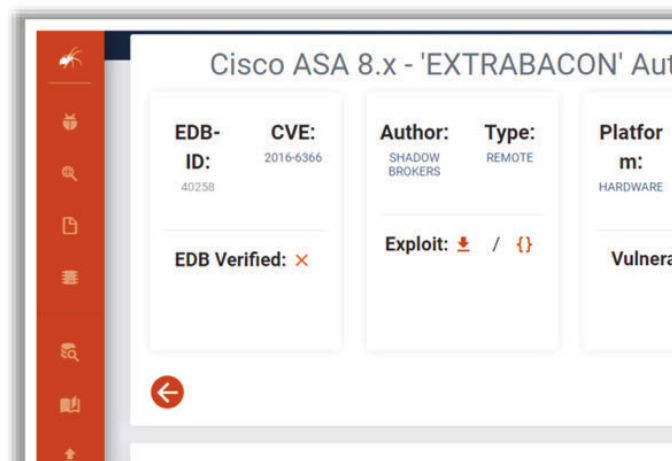 Cisco ASA 8.x - 'EXTRABACON' Aut
EDB-ID:
40258
CVE:
2016-6366
Author:
SHADOW
BROKERS
Type:
REMOTE
Platfor
m:
HARDWARE
EDB Verified: ×
Exploit: / {}
Vulnera